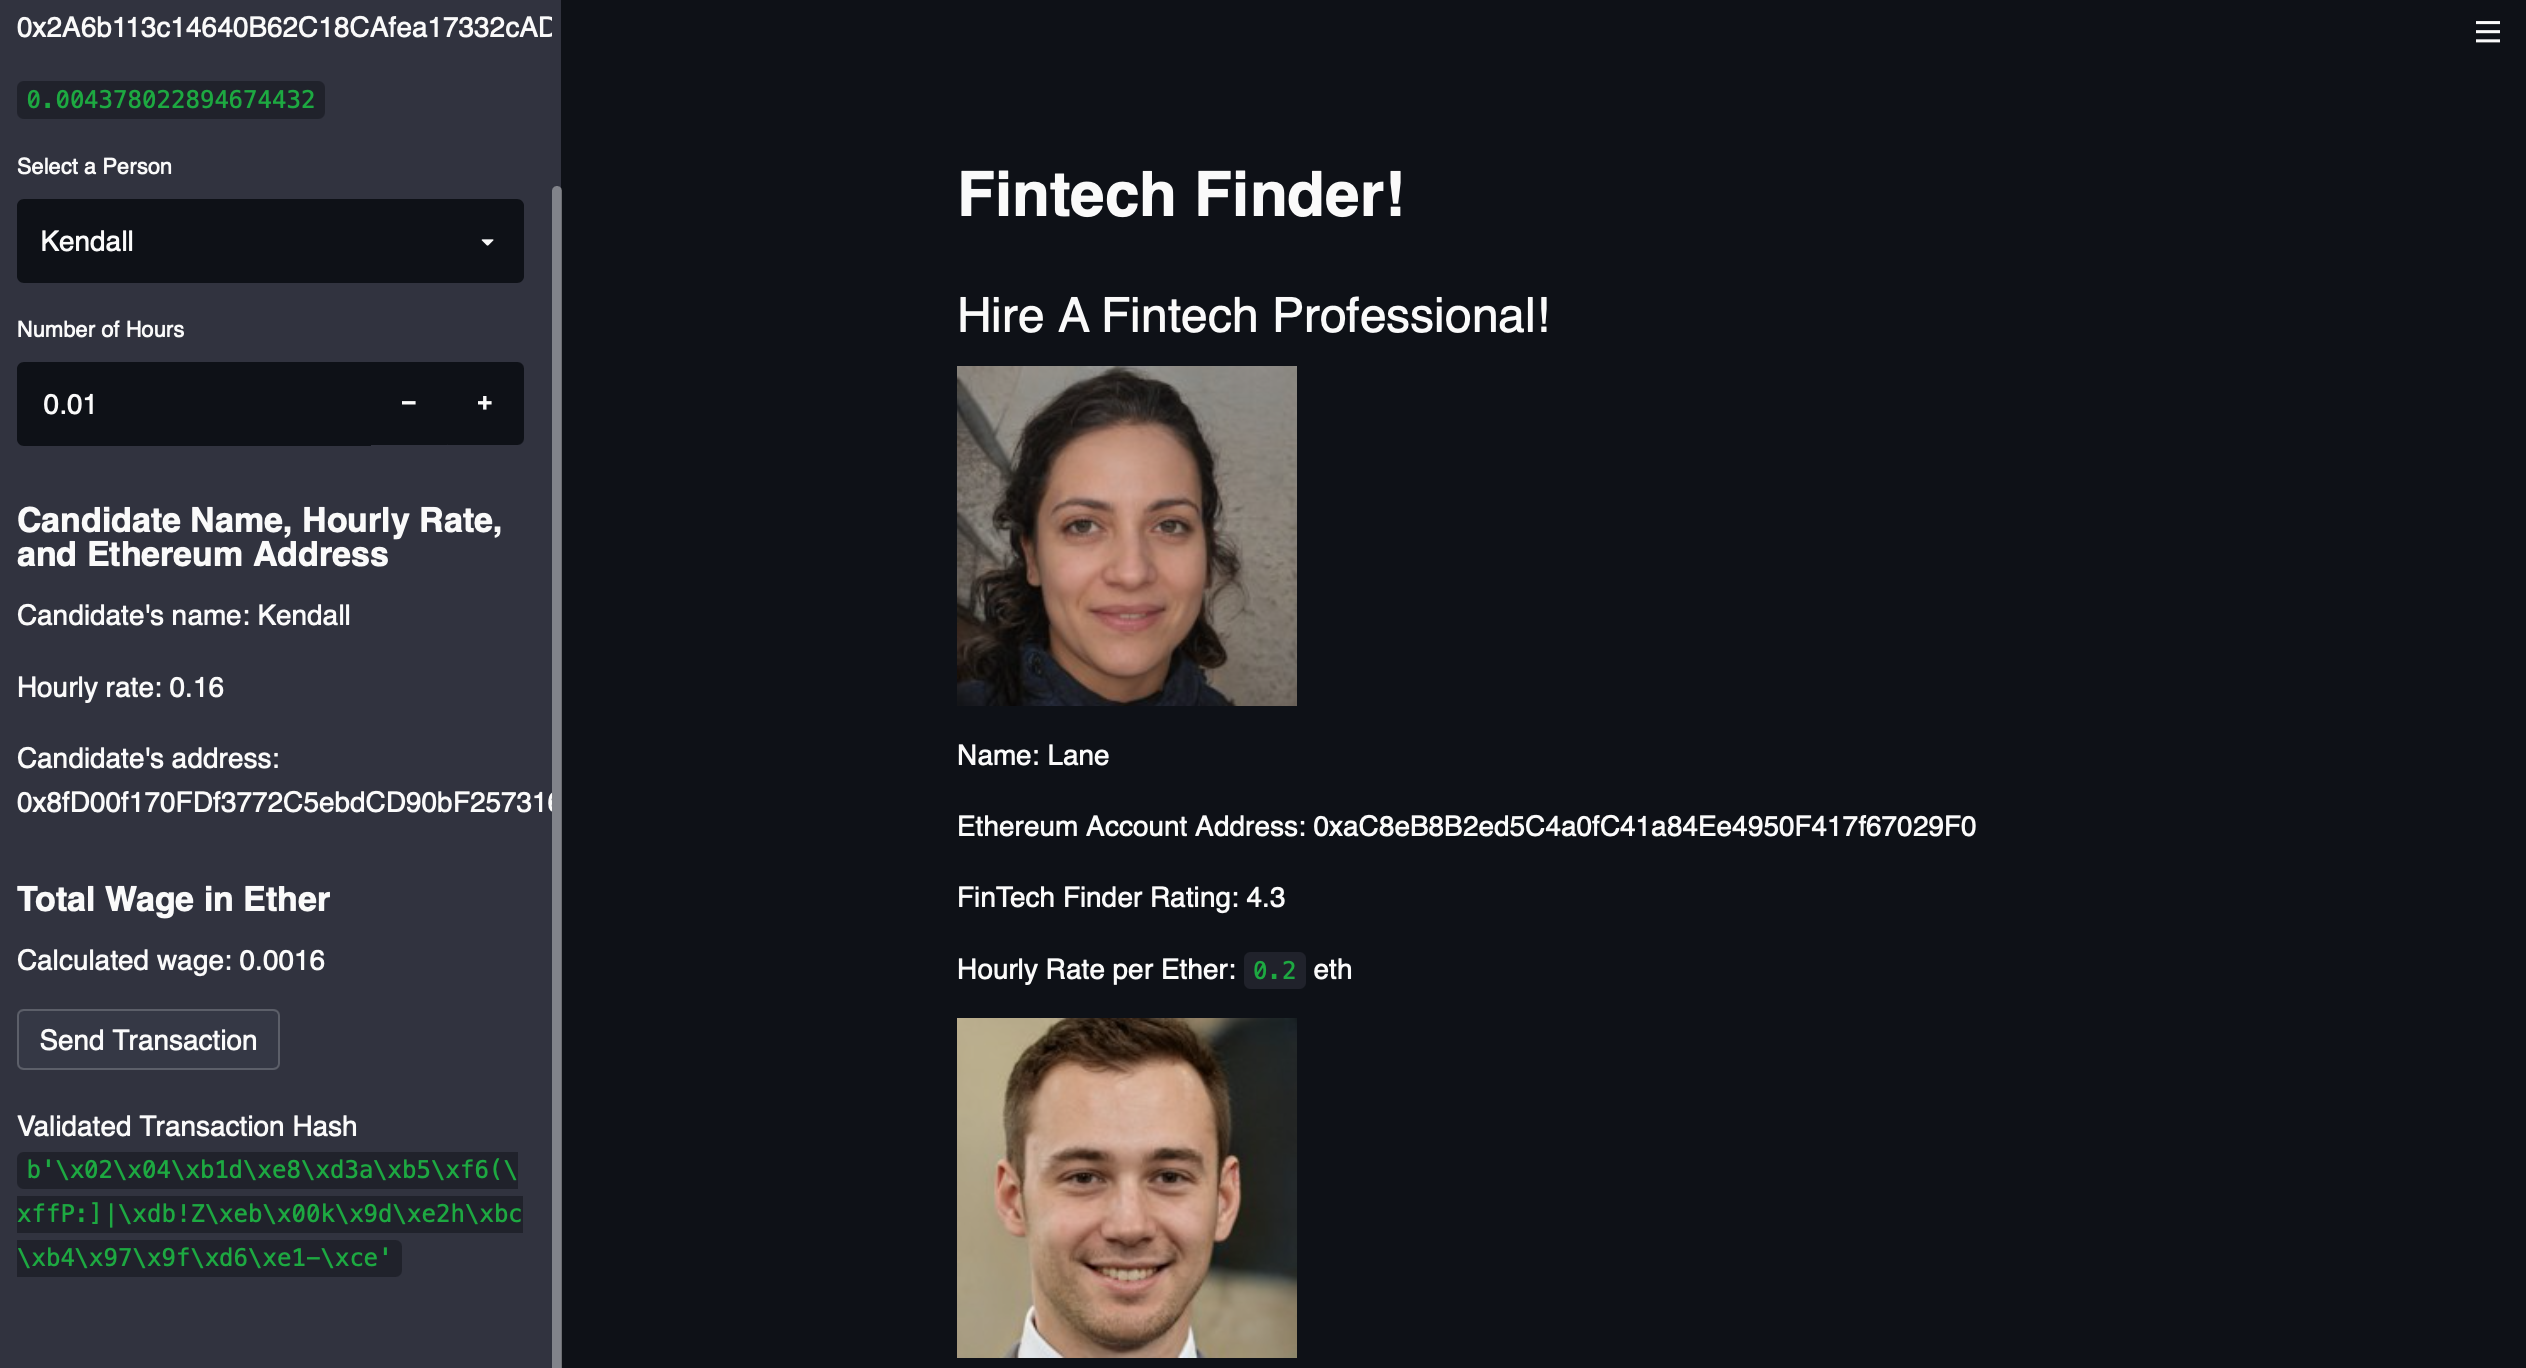 0x2A6b113c14640B62C18CAfea17332cAD
0.004378022894674432
Select a Person
Kendall
Number of Hours
0.01
Candidate Name, Hourly Rate,
and Ethereum Address
Candidate's name: Kendall
Hourly rate: 0.16
Candidate's address:
0x8fD00f170FDf3772C5ebdCD90bF257316
Total Wage in Ether
Calculated wage: 0.0016
Send Transaction
Validated Transaction Hash
b'\x02\x04\xb1d\xe8\xd3a\xb5\xf6(\
xffP:]|\xdb!Z\xeb\x00k\x9d\xe2h\xbc
\xb4\x97\x9f\xd6\xe1-\xce'
Fintech Finder!
Hire A Fintech Professional!
Name: Lane
Ethereum Account Address: 0xaC8eB8B2ed5C4a0fC41a84Ee4950F417f67029F0
FinTech Finder Rating: 4.3
Hourly Rate per Ether: 0.2 eth